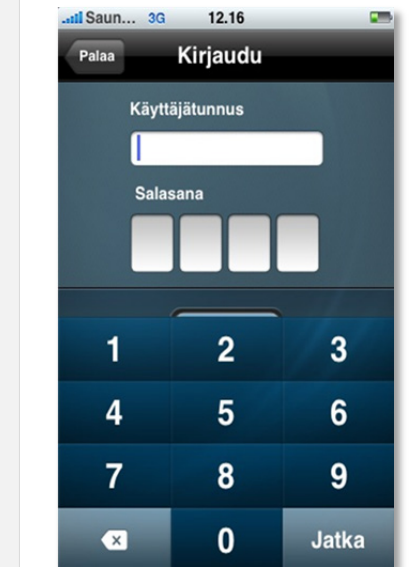 Saun... 3G 12.16
Palaa Kirjaudu
Käyttäjätunnus
Salasana
1 2 3
4 5 6
7 8 9
0 Jatka